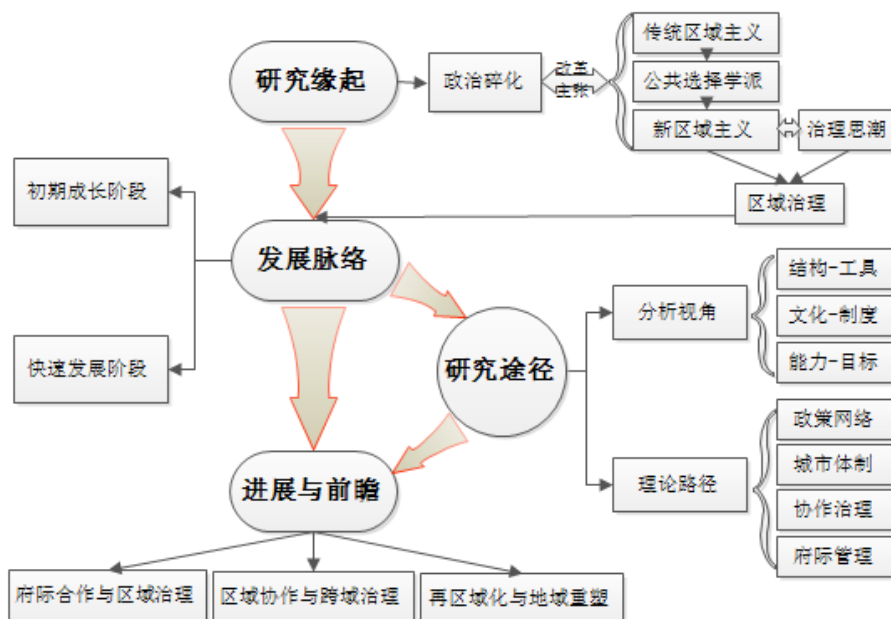 传统区域主义
研究缘起
政治碎化
改革
主张
公共选择学派
新区域主义
治理思潮
区域治理
初期成长阶段
发展脉络
快速发展阶段
研究途径
分析视角
结构-工具
文化-制度
能力-目标
理论路径
政策网络
城市体制
协作治理
府际管理
进展与前瞻
府际合作与区域治理
区域协作与跨域治理
再区域化与地域重塑